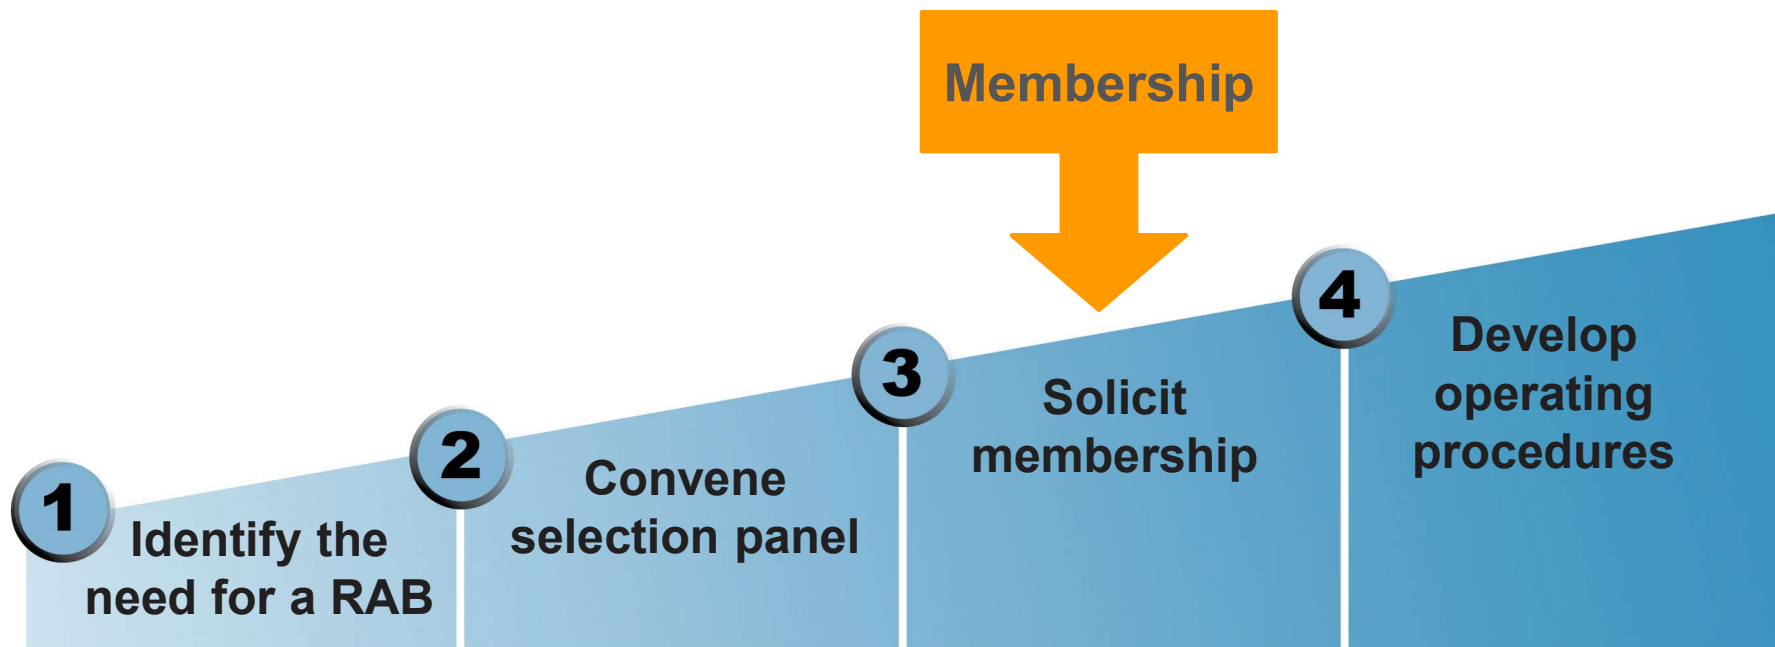 Membership
1
Identify the
need for a RAB
2
Convene
selection panel
3
Solicit
membership
4
Develop
operating
procedures